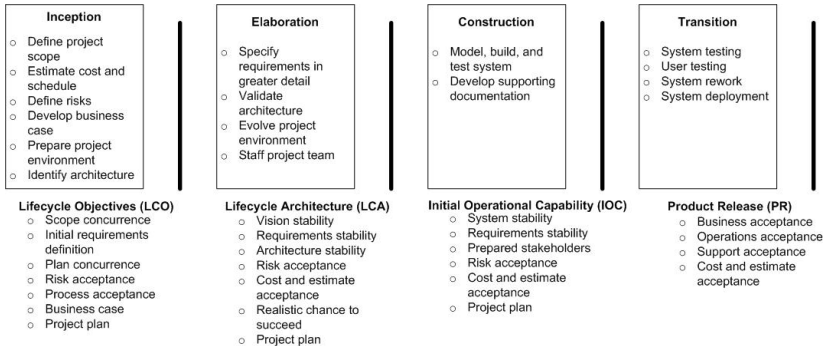 Inception
o Define project
scope
o Estimate cost and
schedule
o Define risks
o Develop business
case
o Prepare project
environment
o Identify architecture
Elaboration
o Specify
requirements in
greater detail
o Validate
architecture
o Evolve project
environment
o Staff project team
Construction
o Model, build, and
test system
o Develop supporting
documentation
Transition
o System testing
o User testing
o System rework
o System deployment
Lifecycle Objectives (LCO)
o Scope concurrence
o Initial requirements
definition
o Plan concurrence
o Risk acceptance
o Process acceptance
o Business case
o Project plan
Lifecycle Architecture (LCA)
o Vision stability
o Requirements stability
o Architecture stability
o Risk acceptance
o Cost and estimate
acceptance
o Realistic chance to
succeed
o Project plan
Initial Operational Capability (IOC)
o System stability
o Requirements stability
o Prepared stakeholders
o Risk acceptance
o Cost and estimate
acceptance
o Project plan
Product Release (PR)
o Business acceptance
o Operations acceptance
o Support acceptance
o Cost and estimate
acceptance